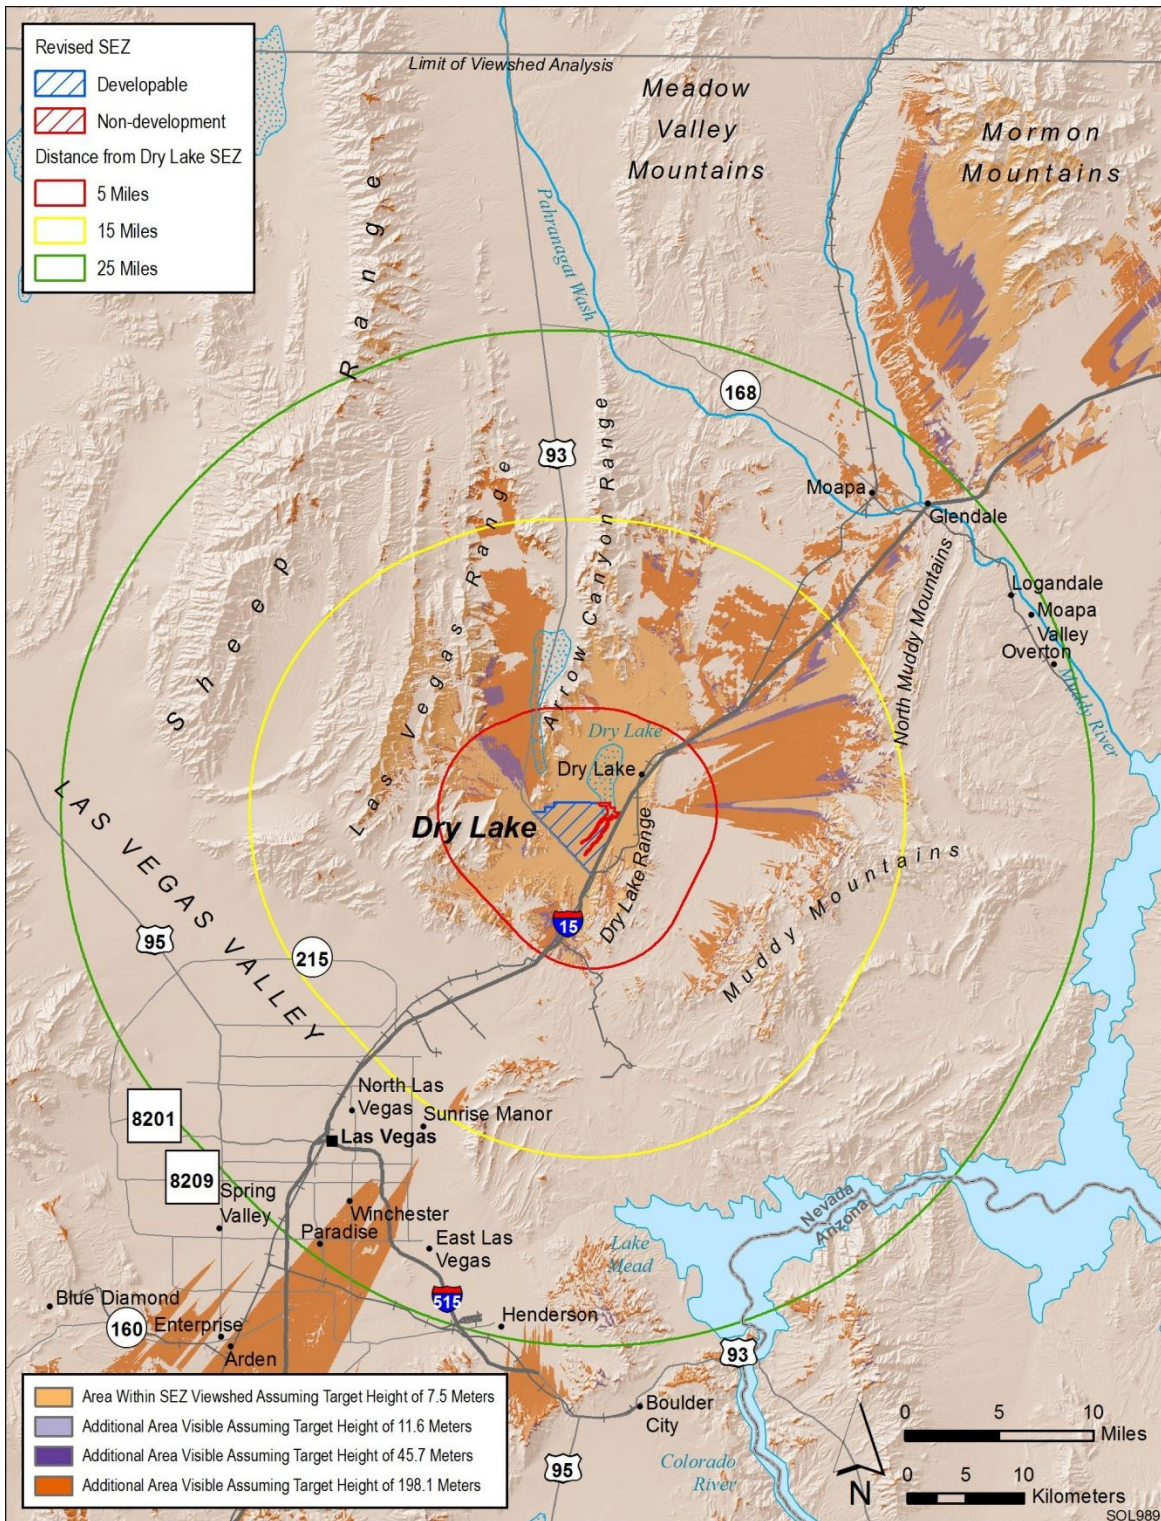 Revised SEZ
Developable
Non-development
Distance from Dry Lake SEZ
5 Miles
15 Miles
25 Miles
Limit of Viewshed Analysis
Meadow
Valley
Mountains
Mormon
Mountains
Pahranagat Wash
Sheep Range
168
93
Las Vegas Range
Arrow Canyon Range
Moapa
Glendale
North Muddy Mountains
Logandale
Moapa
Valley
Overton
Muddy River
Dry Lake
Dry Lake
Dry Lake
Dry Lake Range
Muddy Mountains
15
LAS VEGAS VALLEY
95
215
North Las
Vegas
Sunrise Manor
Las Vegas
8201
8209
Spring
Valley
Winchester
Paradise
East Las
Vegas
Lake
Mead
Nevada
Arizona
Blue Diamond
160
Enterprise
Arden
515
Henderson
93
Boulder
City
95
Colorado
River
Area Within SEZ Viewshed Assuming Target Height of 7.5 Meters
Additional Area Visible Assuming Target Height of 11.6 Meters
Additional Area Visible Assuming Target Height of 45.7 Meters
Additional Area Visible Assuming Target Height of 198.1 Meters
N
0 5 10
Miles
0 5 10
Kilometers
SOL989